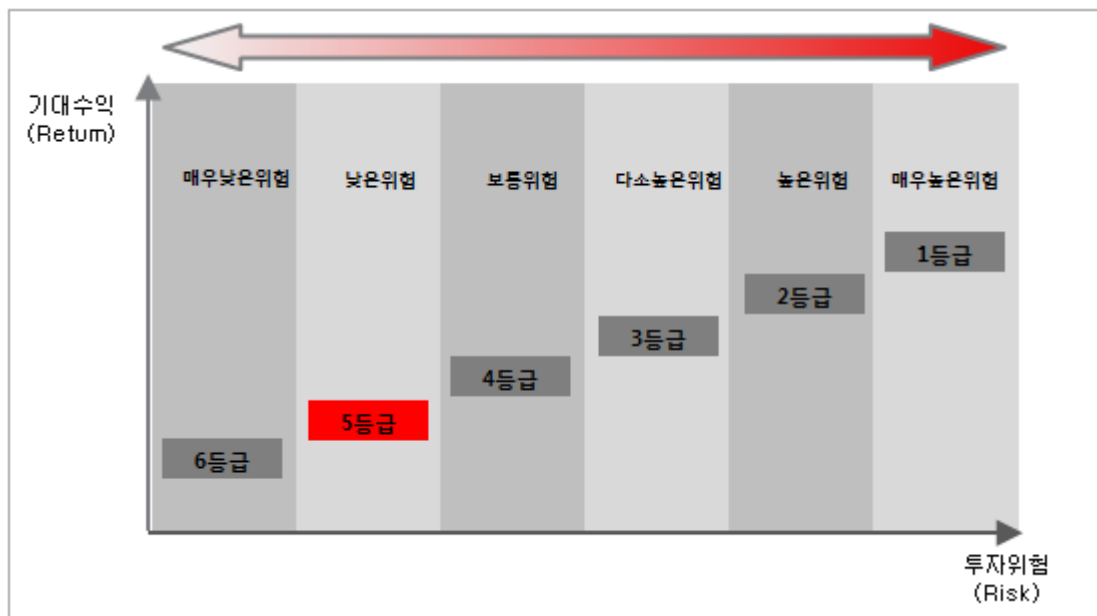 기대수익
(Retum)
매우낮은위험
낮은위험
보통위험
다소높은위험
높은위험
매우높은위험
1등급
2등급
3등급
4등급
5등급
6등급
투자위험
(Risk)